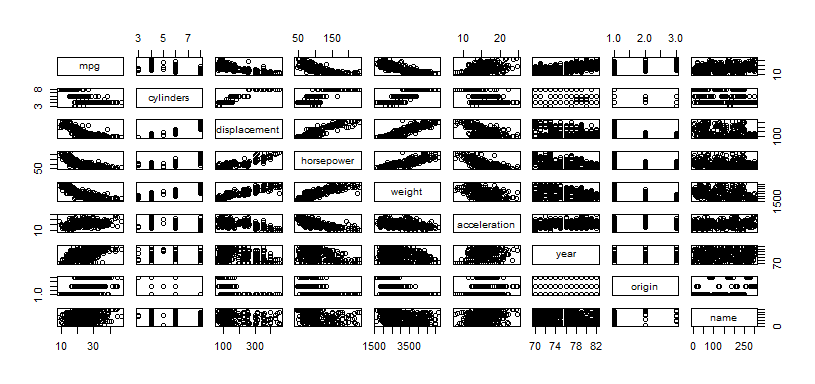 3 5 7 50 150 10 20 1.0 2.0 3.0
mpg 10
3 8 cylinders
displacement 100
50 horsepower
weight 1500
10 acceleration
year 70
1.0 origin
name 0
10 30 100 300 1500 3500 70 74 78 82 0 100 250